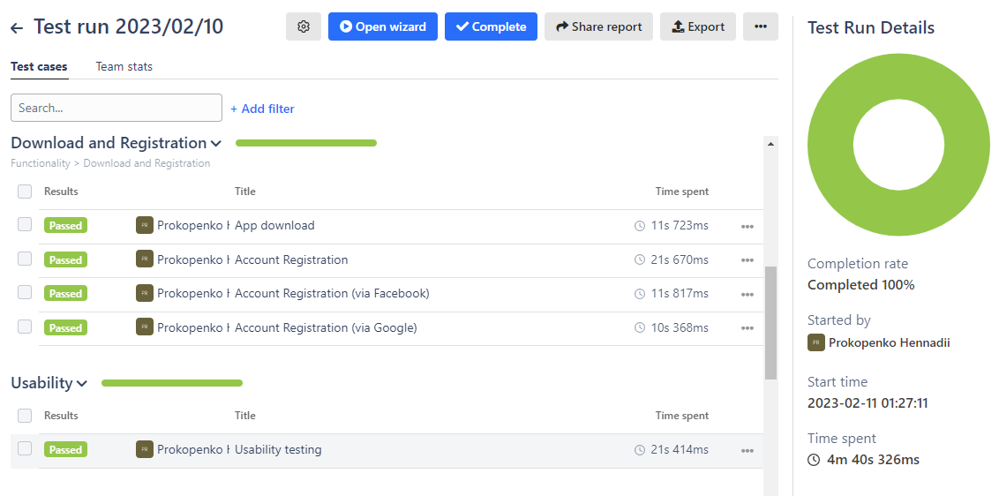 Test run 2023/02/10
Open wizard
Complete
Share report
Export
Test cases
Team stats
Search...
+ Add filter
Download and Registration
Functionality > Download and Registration
Results Title Time spent
Passed PR Prokopenko H App download 11s 723ms
Passed PR Prokopenko H Account Registration 21s 670ms
Passed PR Prokopenko H Account Registration (via Facebook) 11s 817ms
Passed PR Prokopenko H Account Registration (via Google) 10s 368ms
Usability
Results Title Time spent
Passed PR Prokopenko H Usability testing 21s 414ms
Test Run Details
Completion rate
Completed 100%
Started by
PR Prokopenko Hennadii
Start time
2023-02-11 01:27:11
Time spent
4m 40s 326ms